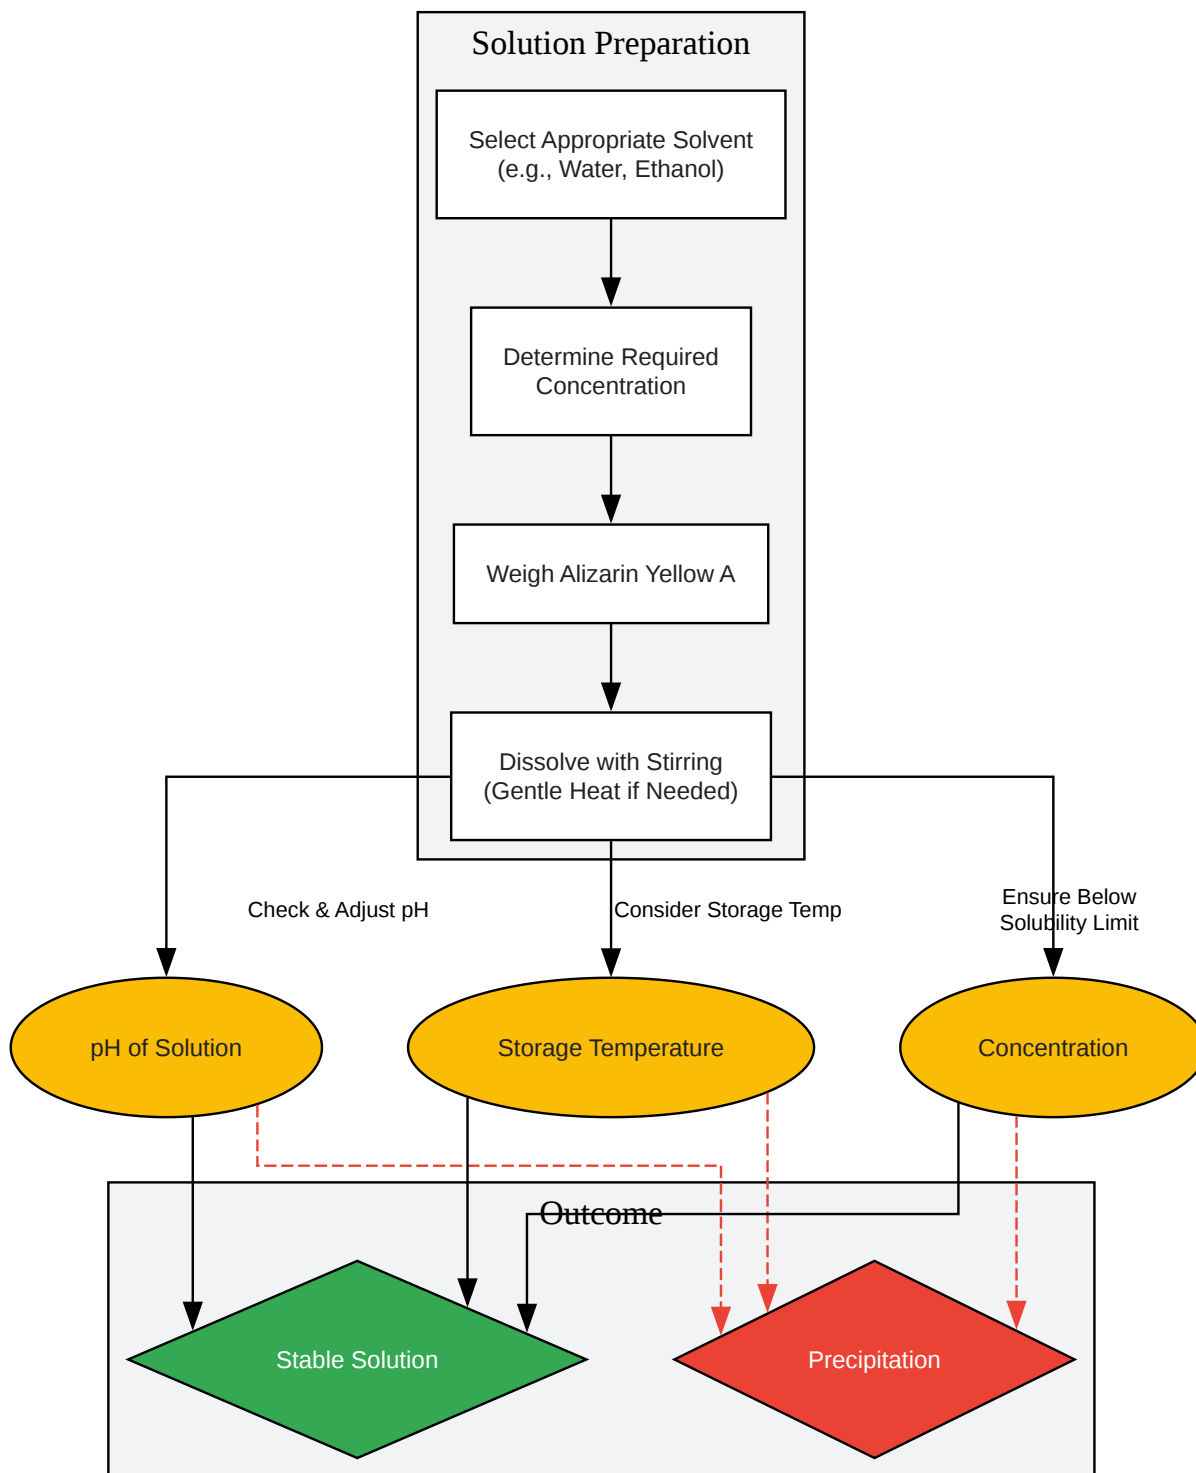 Solution Preparation
Select Appropriate Solvent
(e.g., Water, Ethanol)
Determine Required
Concentration
Weigh Alizarin Yellow A
Dissolve with Stirring
(Gentle Heat if Needed)
Check & Adjust pH
Consider Storage Temp
Ensure Below
Solubility Limit
pH of Solution
Storage Temperature
Concentration
Outcome
Stable Solution
Precipitation